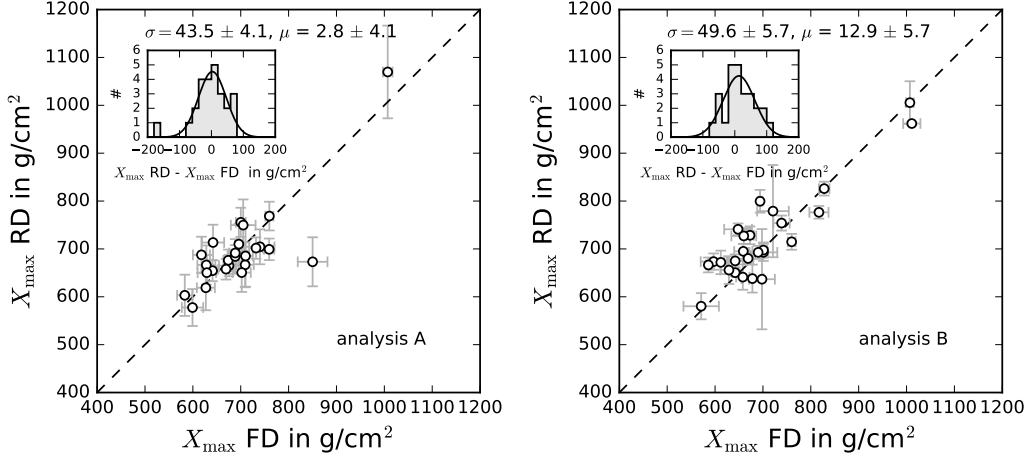 σ = 43.5 ± 4.1, μ = 2.8 ± 4.1
6
5
4
3
2
1
0
#
−200 −100 0 100 200
X_max RD - X_max FD in g/cm²
1200
1100
1000
900
800
700
600
500
400
X_max RD in g/cm²
analysis A
400 500 600 700 800 900 1000 1100 1200
X_max FD in g/cm²
σ = 49.6 ± 5.7, μ = 12.9 ± 5.7
6
5
4
3
2
1
0
#
−200 −100 0 100 200
X_max RD - X_max FD in g/cm²
1200
1100
1000
900
800
700
600
500
400
X_max RD in g/cm²
analysis B
400 500 600 700 800 900 1000 1100 1200
X_max FD in g/cm²